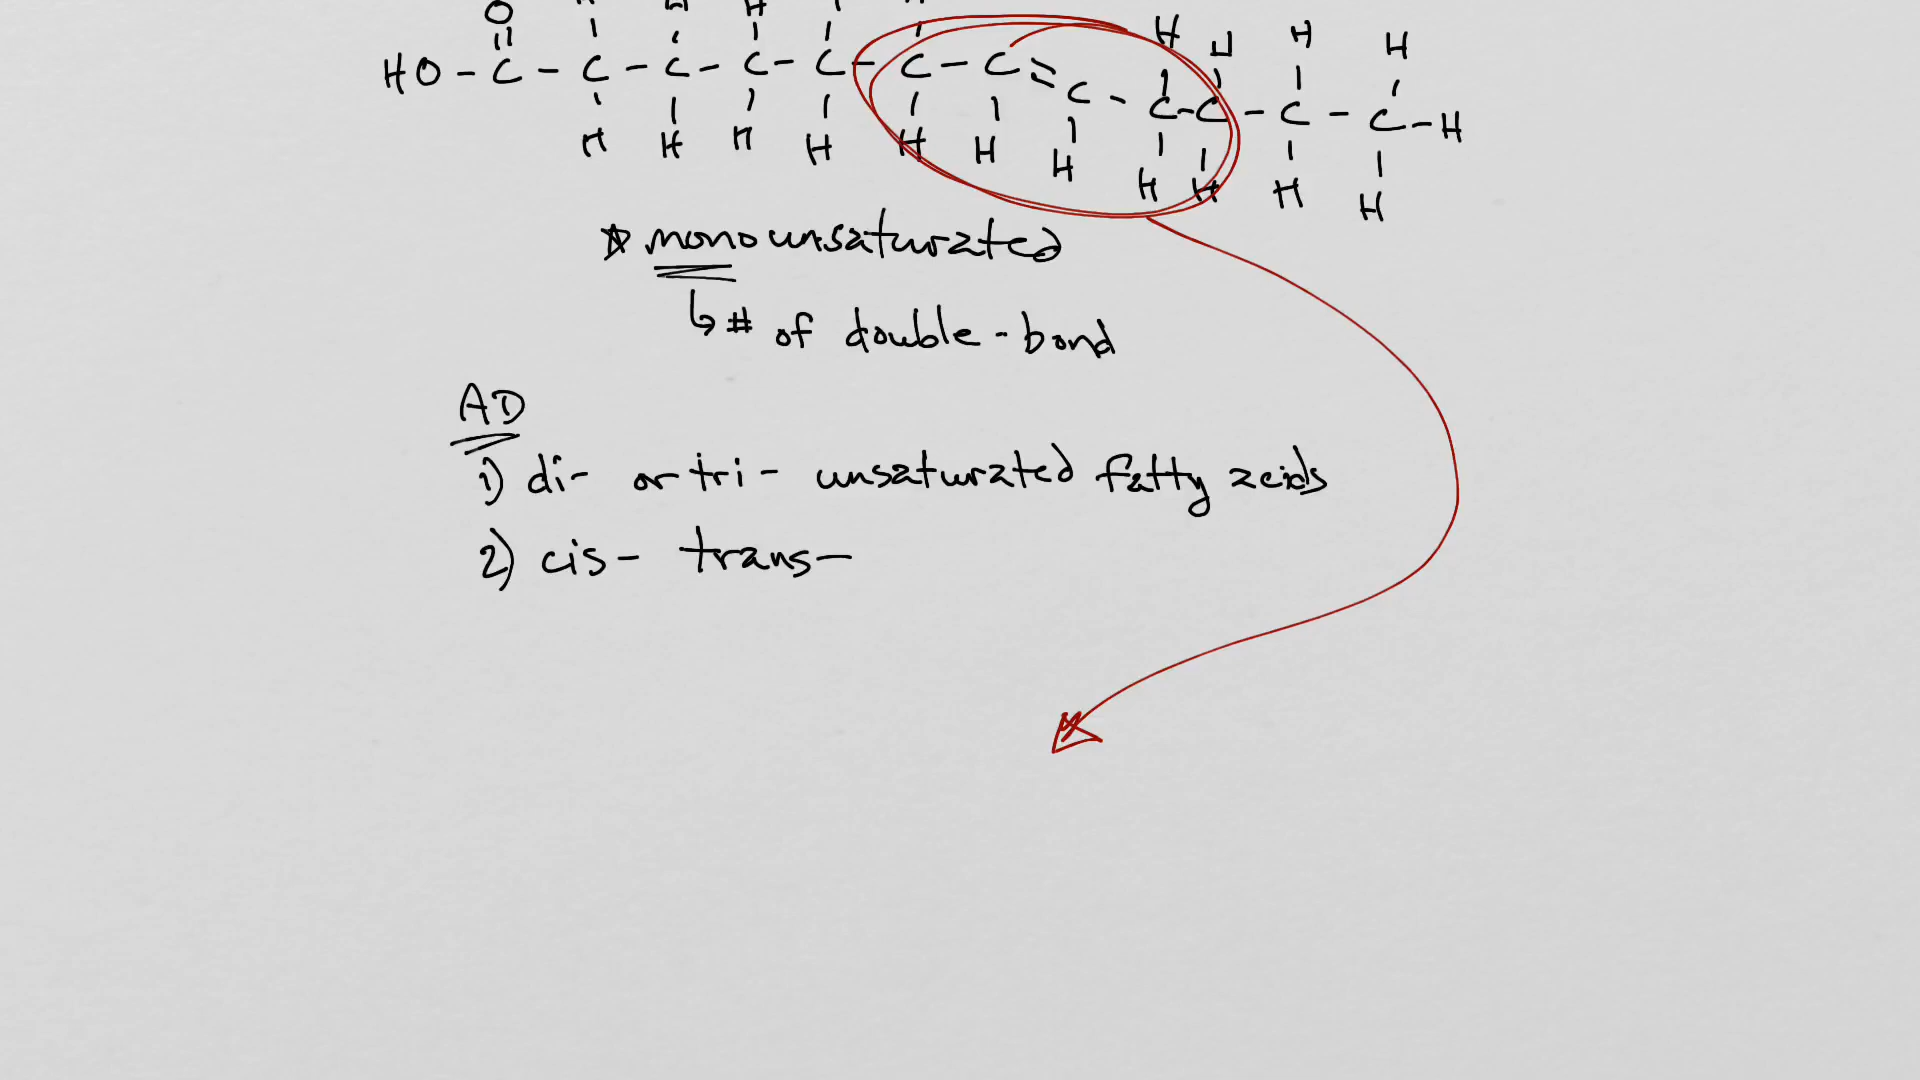 O H H H H
HO - C - C - C - C - C - C - C = C - C - C - C - C - H
H H H H H H H H H H H
☆ monounsaturated
↳ # of double-bond
AD
1) di- or tri- unsaturated fatty acids
2) cis- trans-